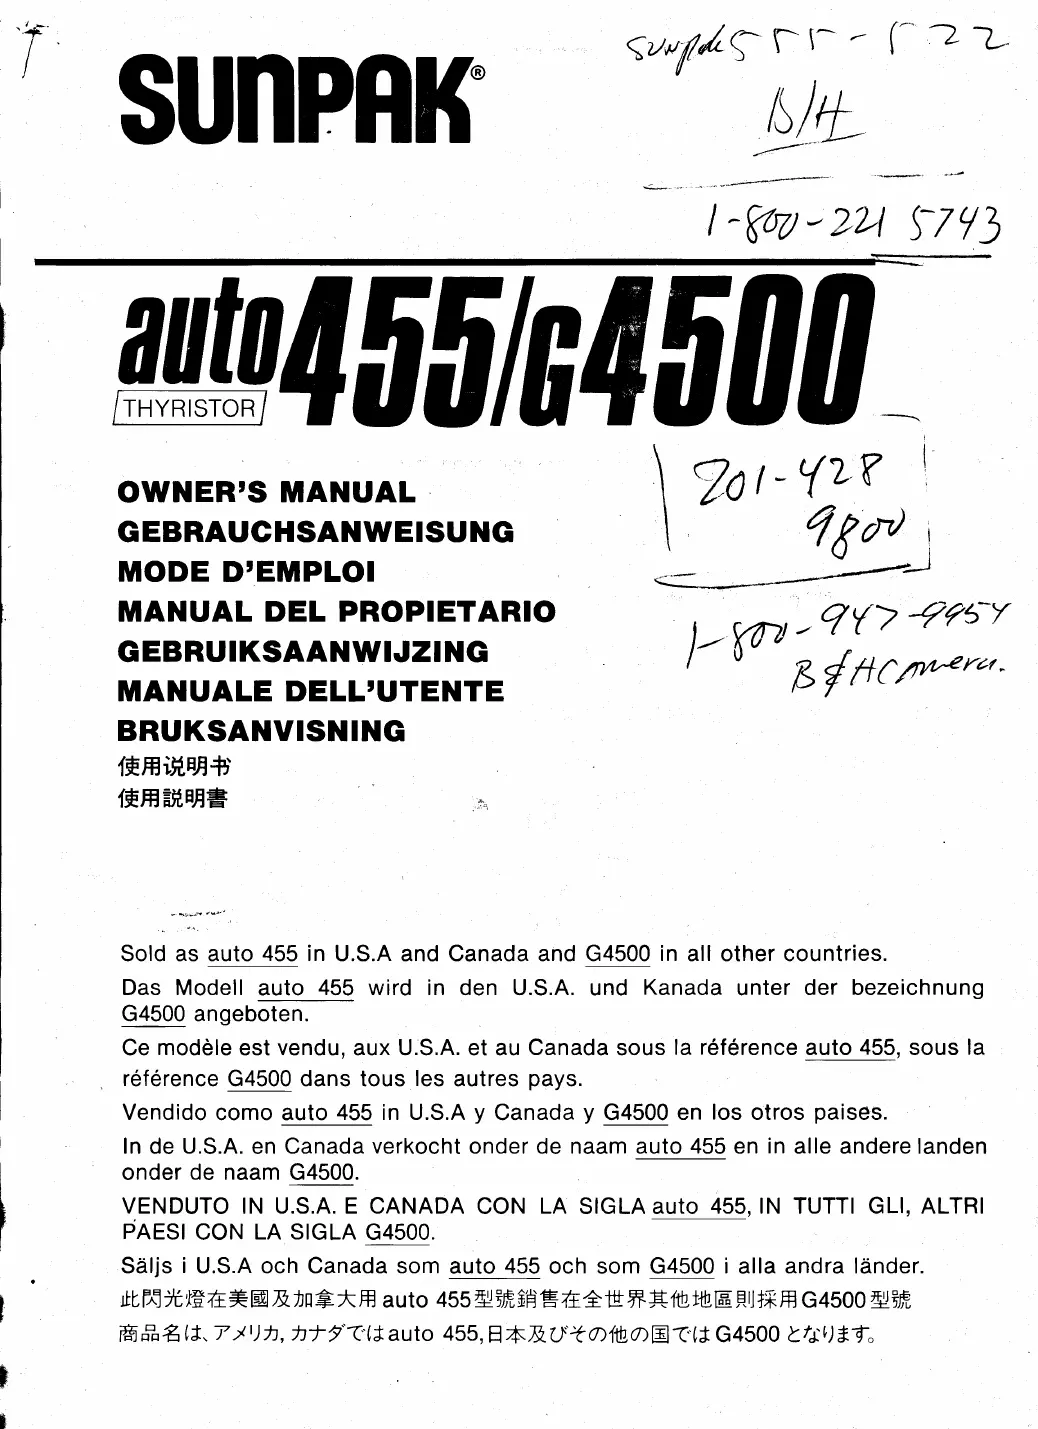 SUNPAK®
sunpak 555-522
B/H
1-800-221 5743
auto 455/G4500
THYRISTOR
201-428
9800
OWNER'S MANUAL
GEBRAUCHSANWEISUNG
MODE D'EMPLOI
MANUAL DEL PROPIETARIO
GEBRUIKSAANWIJZING
MANUALE DELL'UTENTE
BRUKSANVISNING
使用说明书
使用説明書
1-800-947-9954
B & H Camera.
Sold as auto 455 in U.S.A and Canada and G4500 in all other countries.
Das Modell auto 455 wird in den U.S.A. und Kanada unter der bezeichnung
G4500 angeboten.
Ce modèle est vendu, aux U.S.A. et au Canada sous la référence auto 455, sous la
référence G4500 dans tous les autres pays.
Vendido como auto 455 in U.S.A y Canada y G4500 en los otros paises.
In de U.S.A. en Canada verkocht onder de naam auto 455 en in alle andere landen
onder de naam G4500.
VENDUTO IN U.S.A. E CANADA CON LA SIGLA auto 455, IN TUTTI GLI, ALTRI
PAESI CON LA SIGLA G4500.
Säljs i U.S.A och Canada som auto 455 och som G4500 i alla andra länder.
此閃光燈在美國及加拿大用 auto 455型號銷售在全世界其他地區則採用G4500型號
商品名は、アメリカ, カナダではauto 455,日本及びその他の国では G4500 となります。